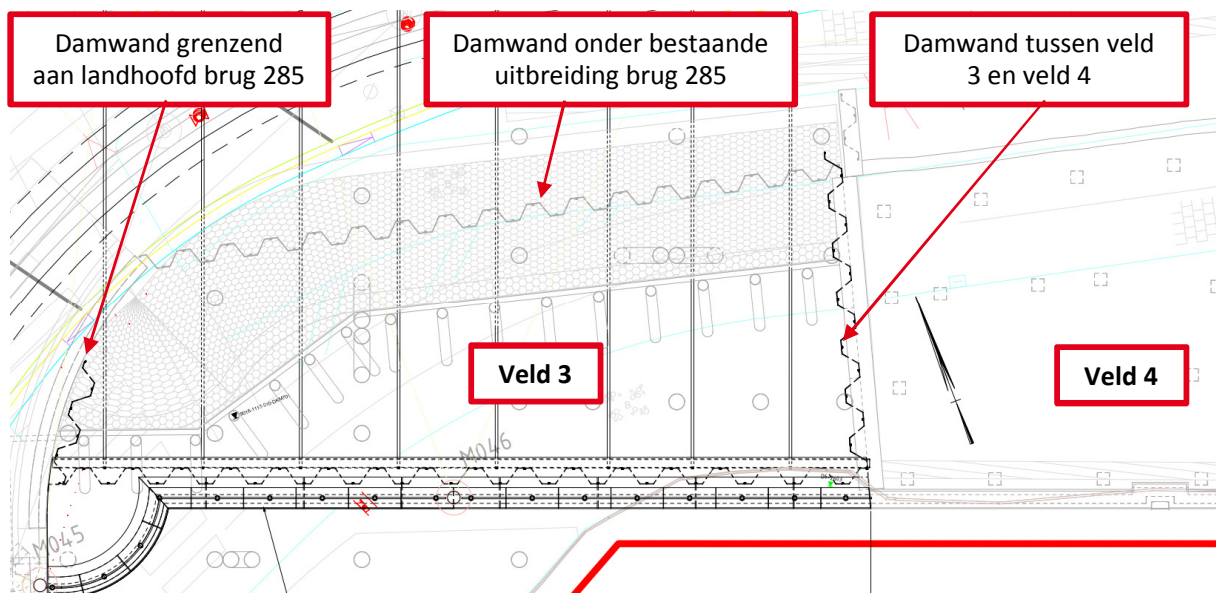 Damwand grenzend
aan landhoofd brug 285
Damwand onder bestaande
uitbreiding brug 285
Damwand tussen veld
3 en veld 4
Veld 3
Veld 4
M046
M045